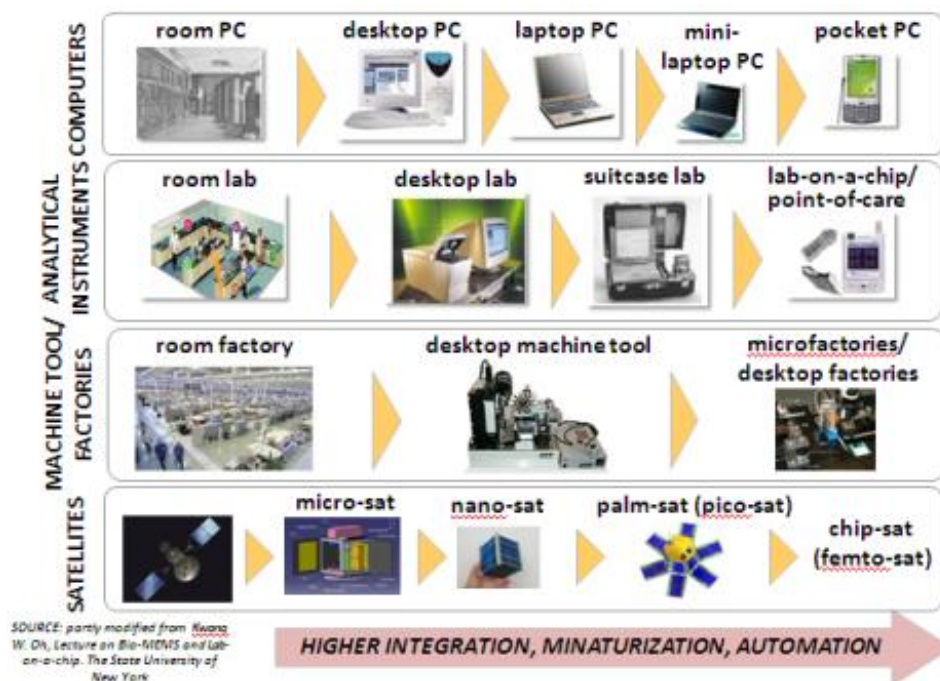 room PC
desktop PC
laptop PC
mini-
laptop PC
pocket PC
COMPUTERS
room lab
desktop lab
suitcase lab
lab-on-a-chip/
point-of-care
ANALYTICAL
INSTRUMENTS
room factory
desktop machine tool
microfactories/
desktop factories
MACHINE TOOL/
FACTORIES
micro-sat
nano-sat
palm-sat (pico-sat)
chip-sat
(femto-sat)
SATELLITES
SOURCE: partly modified from Kwang
W. Oh, Lecture on Bio-MEMS and Lab-
on-a-chip. The State University of
New York
HIGHER INTEGRATION, MINATURIZATION, AUTOMATION